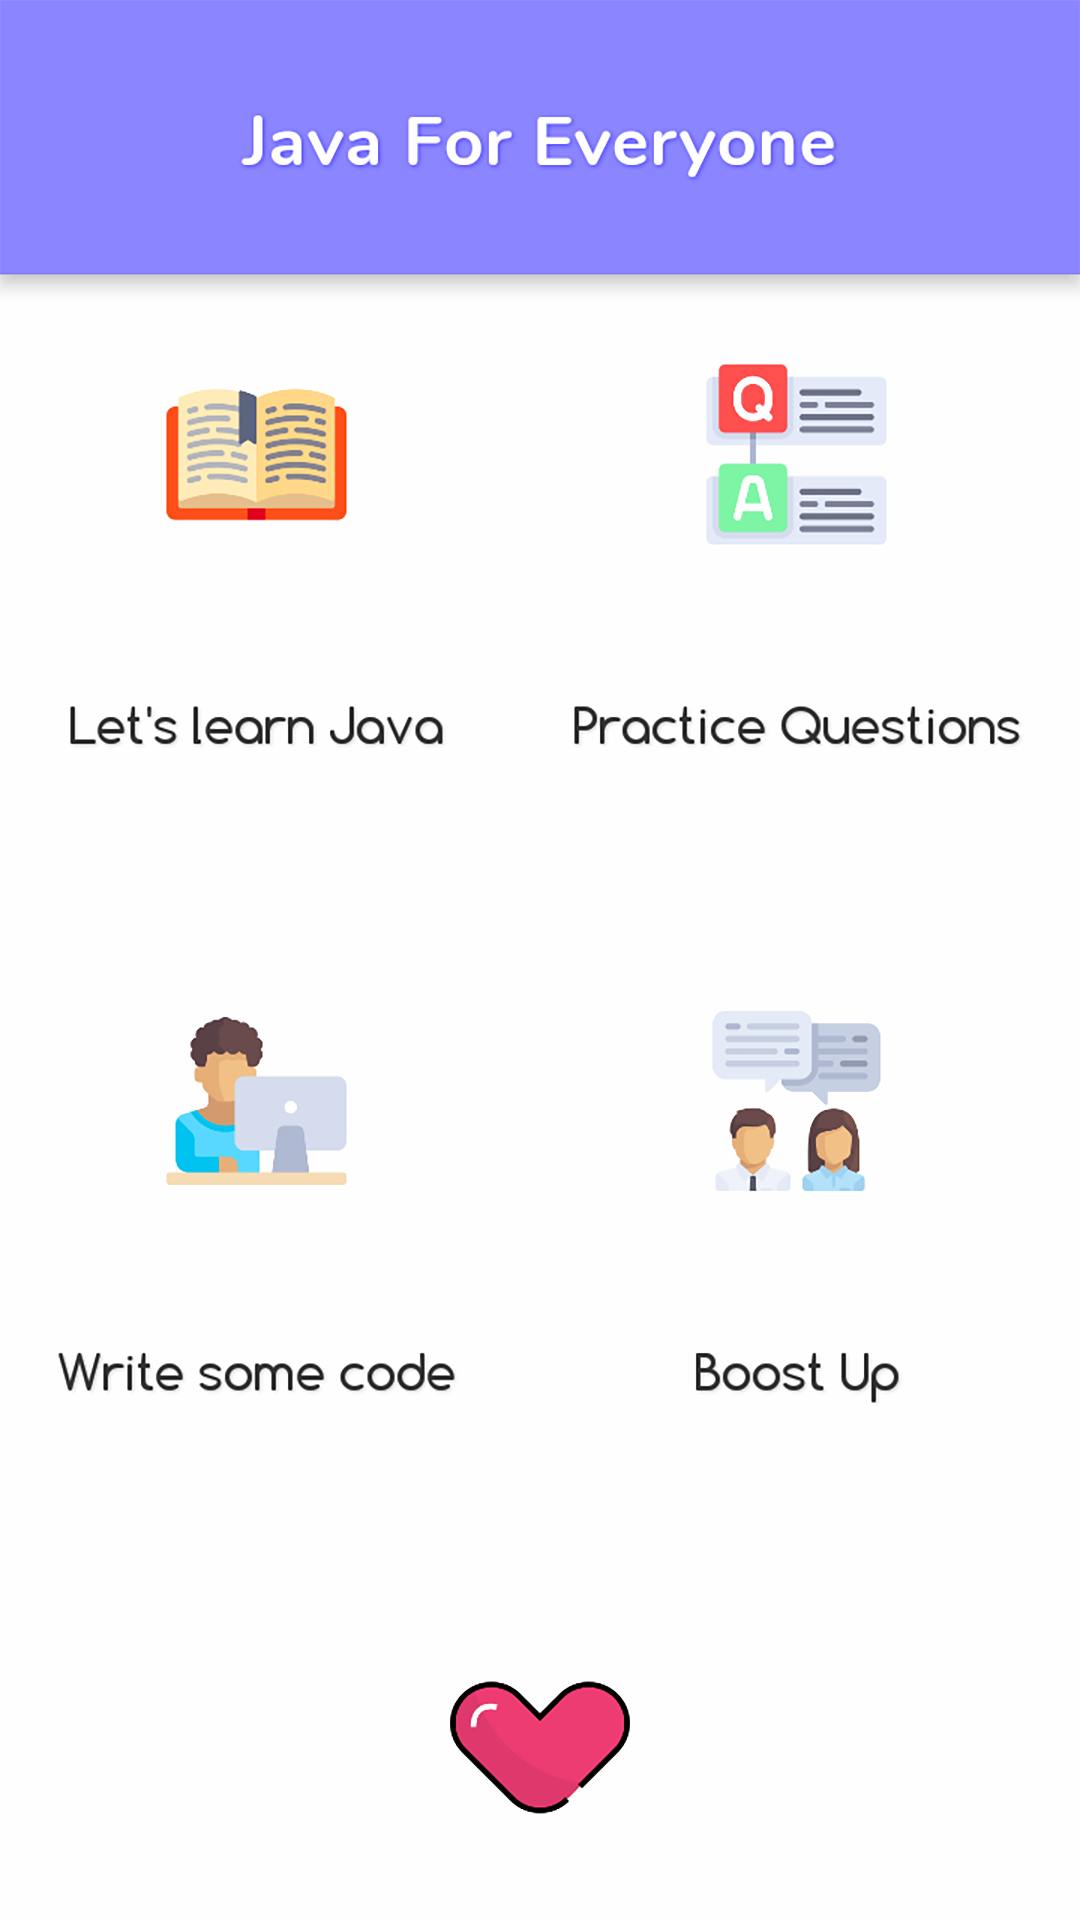 Java For Everyone
Q
A
Let's learn Java
Practice Questions
Write some code
Boost Up